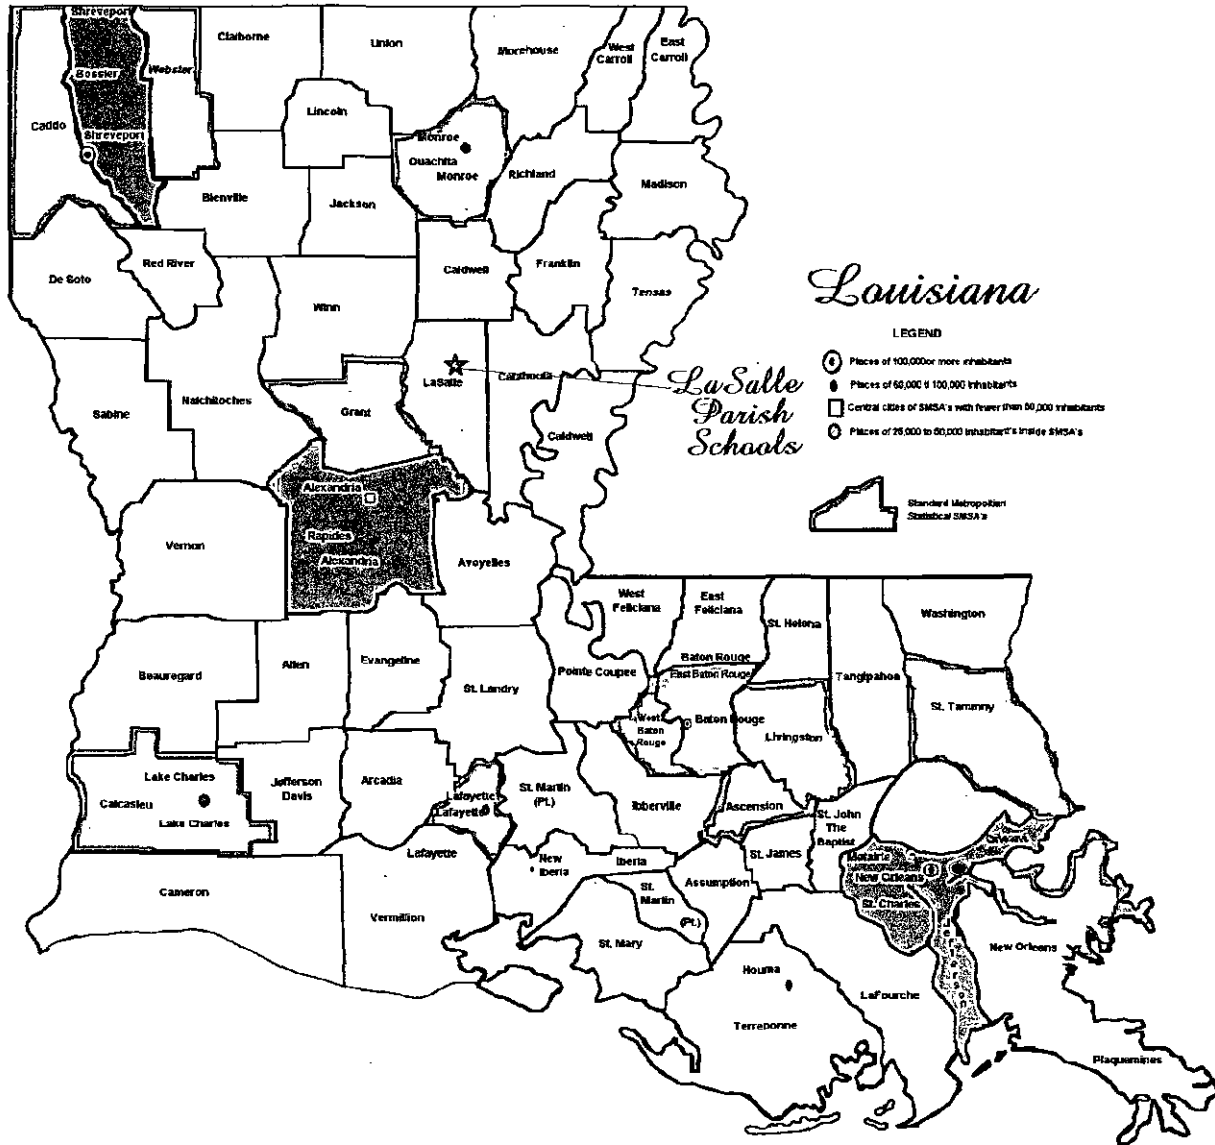 Shreveport
Claiborne
Union
Morehouse
West
Carroll
East
Carroll
Bossier
Webster
Lincoln
Caddo
Shreveport
Monroe
Ouachita
Monroe
Richland
Madison
Bienville
Jackson
De Soto
Red River
Caldwell
Franklin
Tensas
Winn
Louisiana
LEGEND
Places of 100,000or more inhabitants
Places of 50,000 ti 100,000 inhabitants
Central cities of SMSA's with fewer than 50,000 inhabitants
Places of 25,000 to 50,000 inhabitant's inside SMSA's
Standard Metropolitan
Statistical SMSA's
LaSalle
Parish
Schools
LaSalle
Catahoula
Sabine
Natchitoches
Grant
Caldwell
Alexandria
Rapides
Alexandria
Vernon
Avoyelles
West
Feliciana
East
Feliciana
St. Helena
Washington
Beauregard
Allen
Evangeline
St. Landry
Pointe Coupee
Baton Rouge
East Baton Rouge
Tangipahoa
St. Tammny
West
Baton
Rouge
Baton Rouge
Livingston
Lake Charles
Calcasieu
Lake Charles
Jefferson
Davis
Arcadia
Lafayette
Lafayette
St. Martin
(Pt.)
Ibberville
Ascension
St. John
The
Baptist
Lafayette
New
Iberia
Iberia
St. James
Metairie
New Orleans
St. Charles
Cameron
Vermillion
St.
Martin
(Pt.)
Assumption
St. Mary
Jefferson
New Orleans
Houma
Terrebonne
LaFourche
Plaquemines